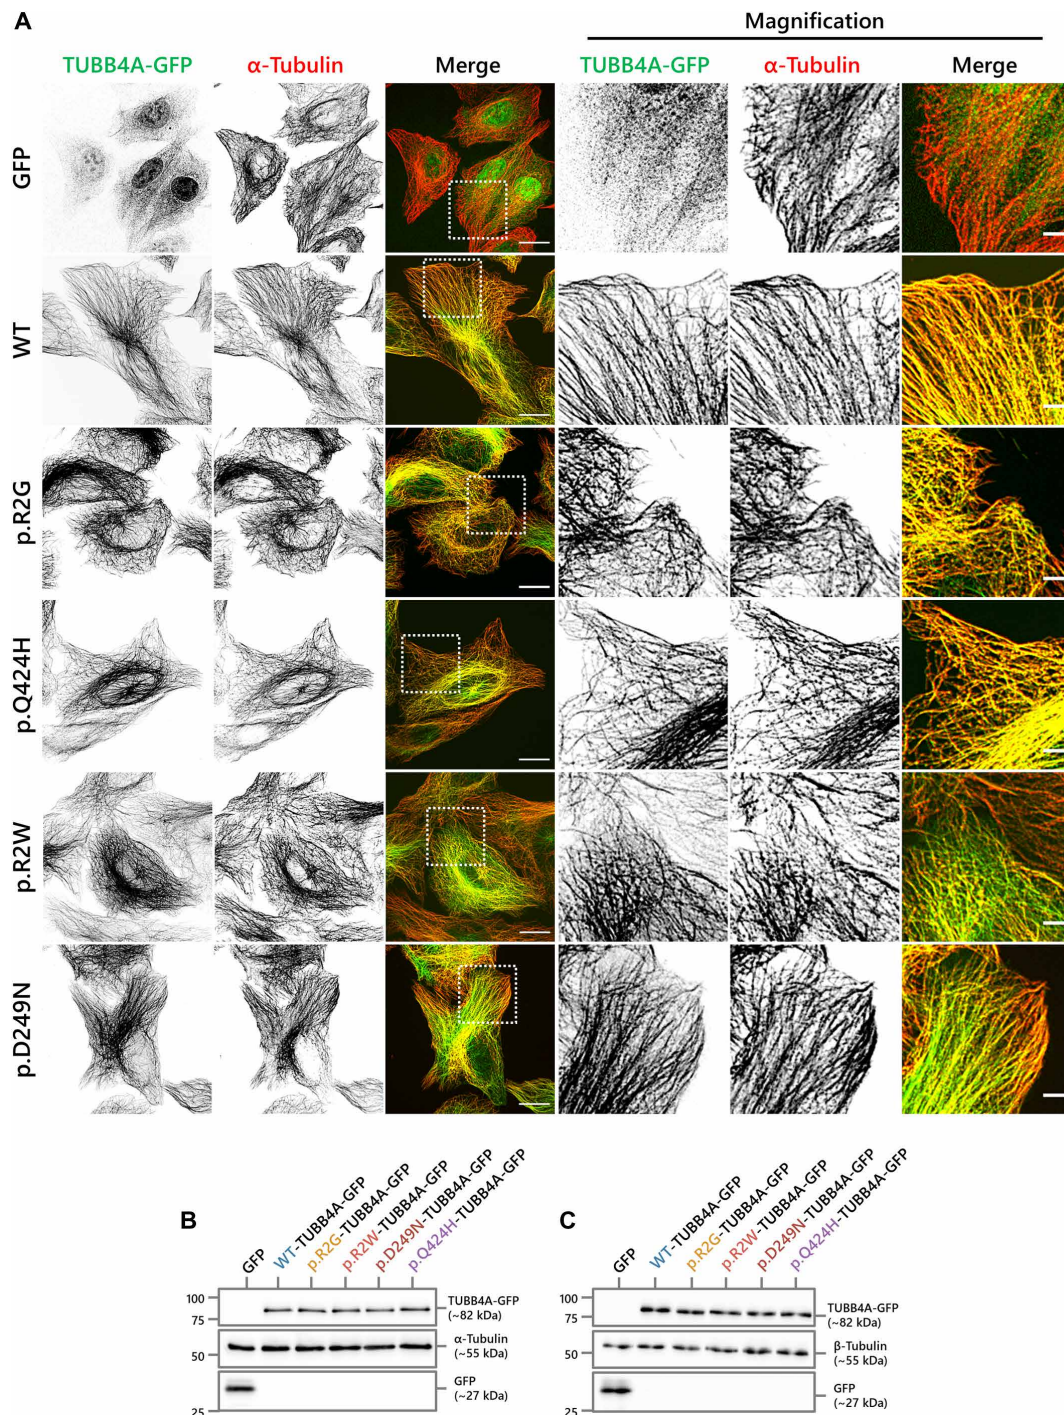 A
Magnification
TUBB4A-GFP α-Tubulin Merge TUBB4A-GFP α-Tubulin Merge
GFP
WT
p.R2G
p.Q424H
p.R2W
p.D249N
B
GFP
WT-TUBB4A-GFP
p.R2G-TUBB4A-GFP
p.R2W-TUBB4A-GFP
p.D249N-TUBB4A-GFP
p.Q424H-TUBB4A-GFP
100
75
TUBB4A-GFP
(~82 kDa)
50
α-Tubulin
(~55 kDa)
25
GFP
(~27 kDa)
C
GFP
WT-TUBB4A-GFP
p.R2G-TUBB4A-GFP
p.R2W-TUBB4A-GFP
p.D249N-TUBB4A-GFP
p.Q424H-TUBB4A-GFP
100
75
TUBB4A-GFP
(~82 kDa)
50
β-Tubulin
(~55 kDa)
25
GFP
(~27 kDa)